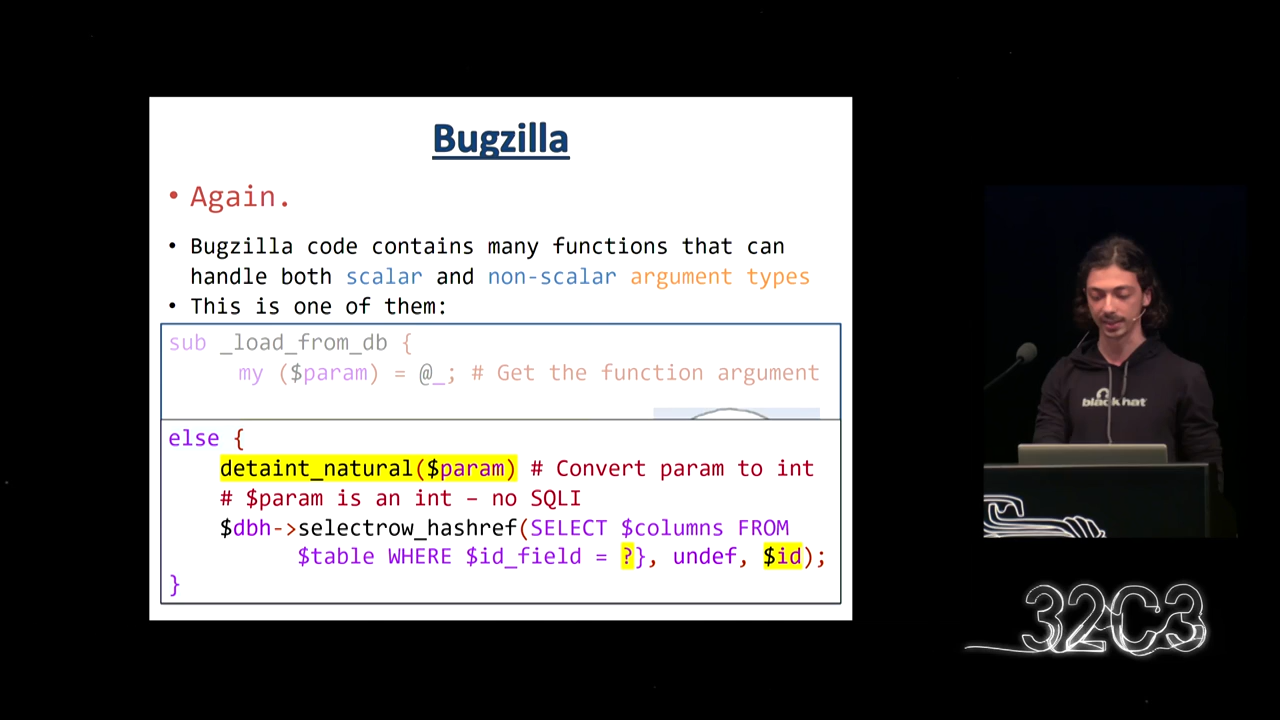 Bugzilla
• Again.
• Bugzilla code contains many functions that can
handle both scalar and non-scalar argument types
• This is one of them:
sub _load_from_db {
my ($param) = @_; # Get the function argument
else {
detaint_natural($param) # Convert param to int
# $param is an int – no SQLI
$dbh->selectrow_hashref(SELECT $columns FROM
$table WHERE $id_field = ?}, undef, $id);
}
black hat
32C3